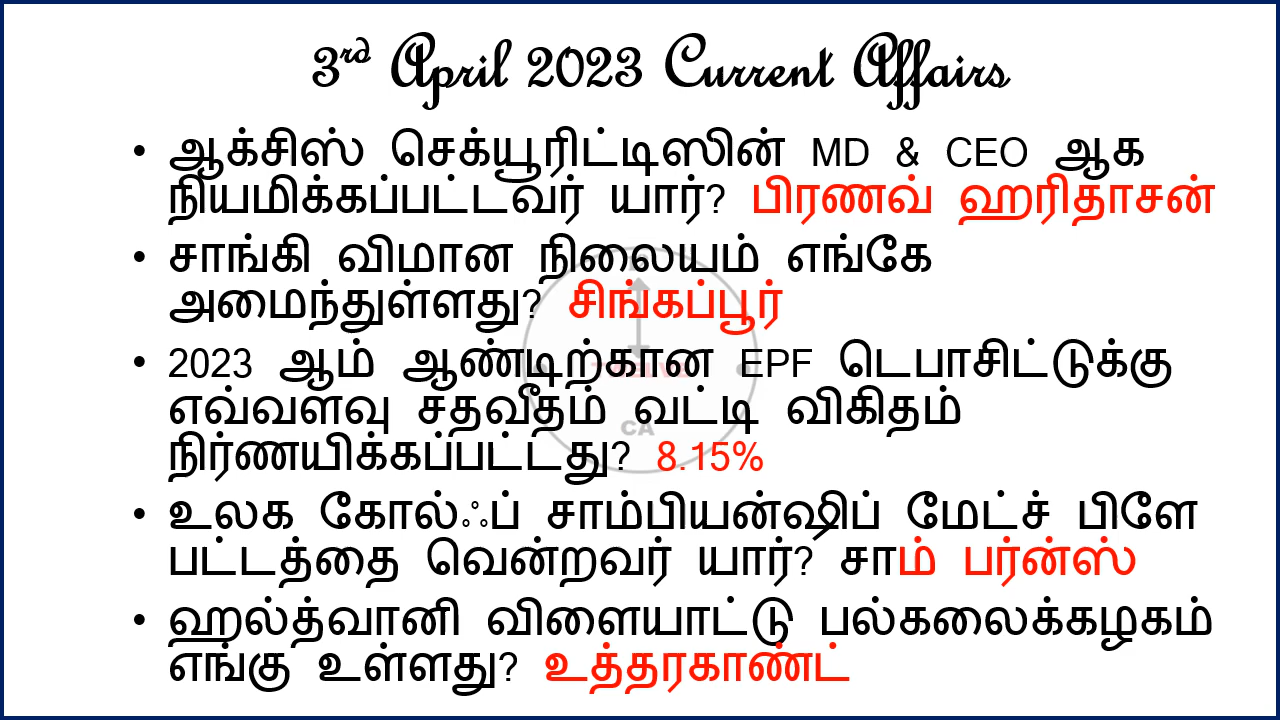 3rd April 2023 Current Affairs
• ஆக்சிஸ் செக்யூரிட்டிஸின் MD & CEO ஆக
நியமிக்கப்பட்டவர் யார்? பிரணவ் ஹரிதாசன்
• சாங்கி விமான நிலையம் எங்கே
அமைந்துள்ளது? சிங்கப்பூர்
• 2023 ஆம் ஆண்டிற்கான EPF டெபாசிட்டுக்கு
எவ்வளவு சதவீதம் வட்டி விகிதம்
நிர்ணயிக்கப்பட்டது? 8.15%
CA
• உலக கோல்ஃப் சாம்பியன்ஷிப் மேட்ச் பிளே
பட்டத்தை வென்றவர் யார்? சாம் பர்ன்ஸ்
• ஹல்த்வானி விளையாட்டு பல்கலைக்கழகம்
எங்கு உள்ளது? உத்தரகாண்ட்